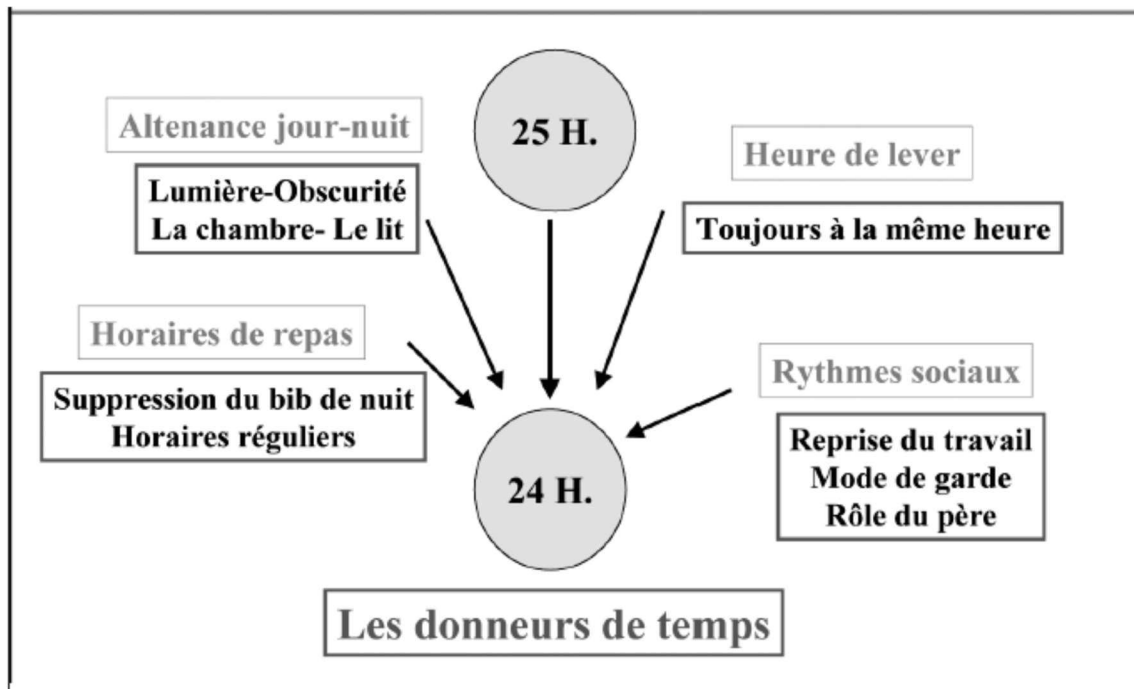 25 H.
Altenance jour-nuit
Lumière-Obscurité
La chambre- Le lit
Heure de lever
Toujours à la même heure
Horaires de repas
Suppression du bib de nuit
Horaires réguliers
Rythmes sociaux
Reprise du travail
Mode de garde
Rôle du père
24 H.
Les donneurs de temps